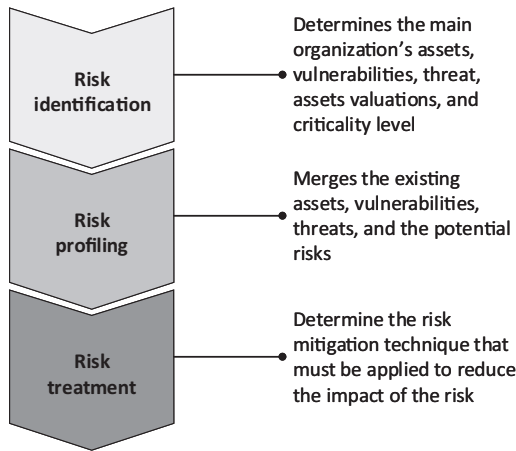 Risk
identification
Determines the main
organization's assets,
vulnerabilities, threat,
assets valuations, and
criticality level
Risk
profiling
Merges the existing
assets, vulnerabilities,
threats, and the potential
risks
Risk
treatment
Determine the risk
mitigation technique that
must be applied to reduce
the impact of the risk